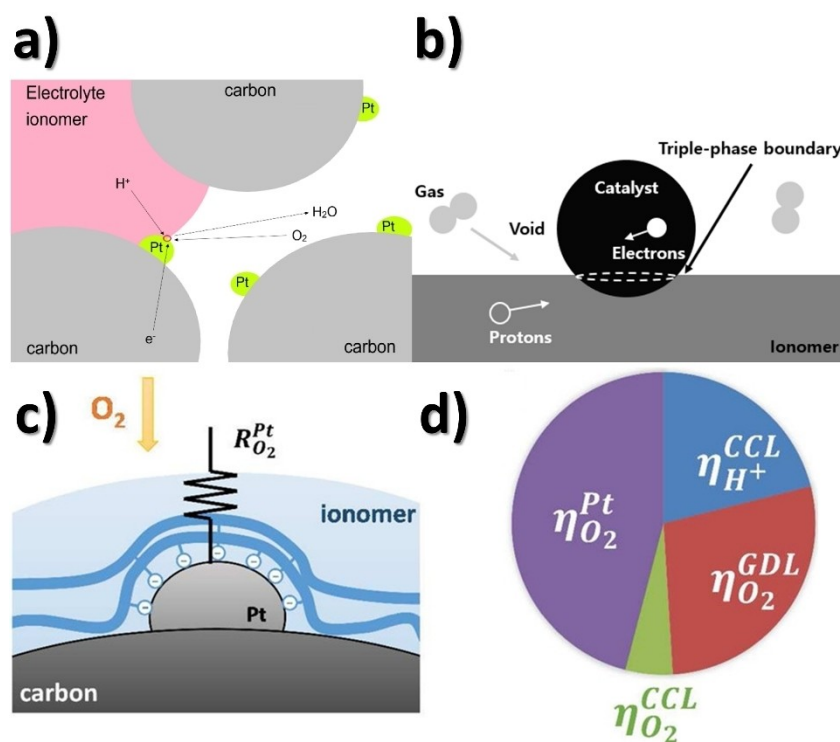 a)
Electrolyte
ionomer
carbon
Pt
H⁺
H₂O
O₂
Pt
Pt
Pt
e⁻
carbon
carbon
b)
Triple-phase boundary
Gas
Catalyst
Void
Electrons
Protons
Ionomer
c)
O₂
R_{O₂}^{Pt}
ionomer
Pt
carbon
d)
η_{H⁺}^{CCL}
η_{O₂}^{Pt}
η_{O₂}^{GDL}
η_{O₂}^{CCL}